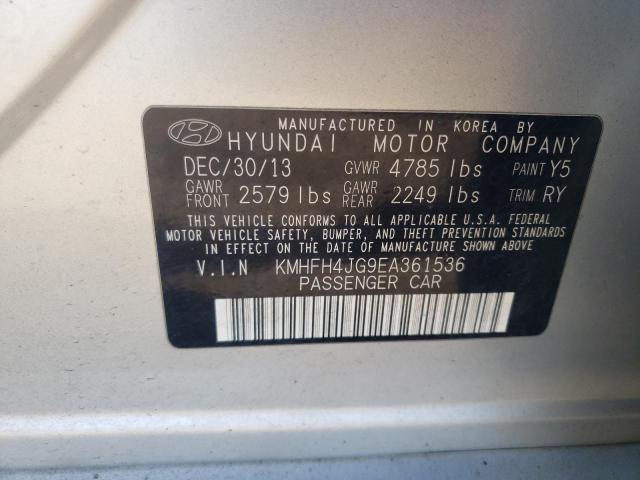 MANUFACTURED IN KOREA BY
HYUNDAI MOTOR COMPANY
DEC/30/13 GVWR 4785 lbs PAINT Y5
GAWR FRONT 2579 lbs GAWR REAR 2249 lbs TRIM RY
THIS VEHICLE CONFORMS TO ALL APPLICABLE U.S.A. FEDERAL
MOTOR VEHICLE SAFETY, BUMPER, AND THEFT PREVENTION STANDARDS
IN EFFECT ON THE DATE OF MANUFACTURE SHOWN ABOVE.
V.I.N KMHFH4JG9EA361536
PASSENGER CAR